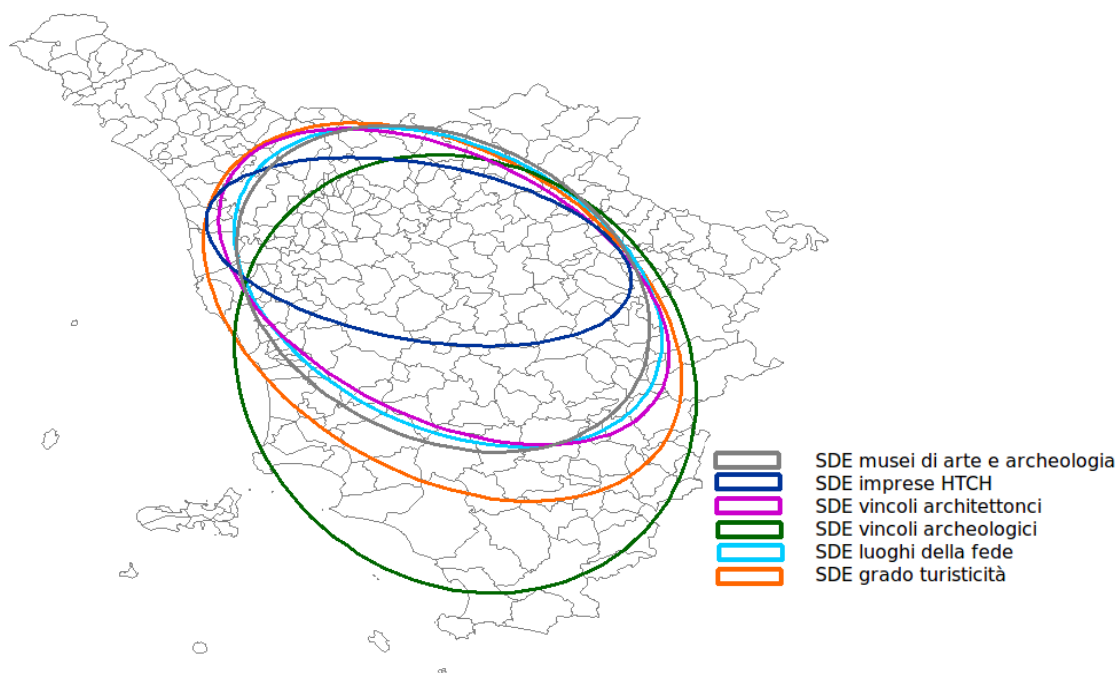 SDE musei di arte e archeologia
SDE imprese HTCH
SDE vincoli architettonci
SDE vincoli archeologici
SDE luoghi della fede
SDE grado turisticità